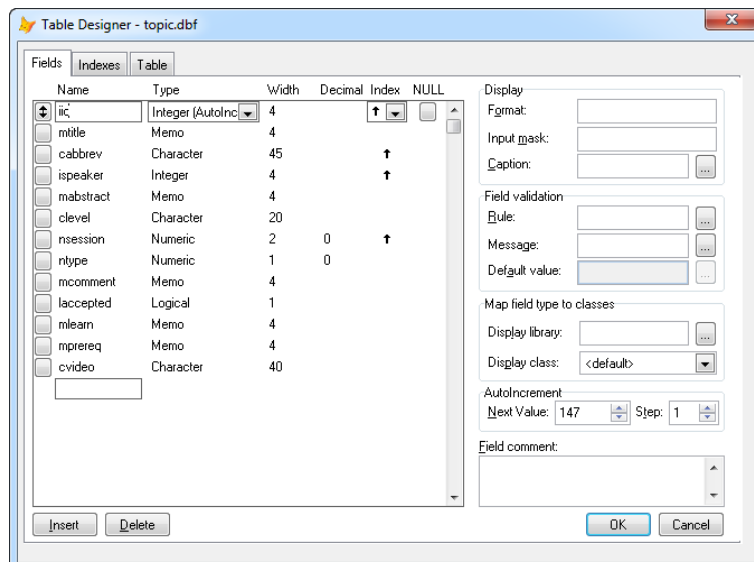 Table Designer - topic.dbf
Fields Indexes Table
Name Type Width Decimal Index NULL
Integer (AutoInc 4
mtitle Memo 4
cabbrev Character 45
ispeaker Integer 4
mabstract Memo 4
clevel Character 20
nsession Numeric 2 0
ntype Numeric 1 0
mcomment Memo 4
laccepted Logical 1
mlearn Memo 4
mprereq Memo 4
cvideo Character 40
Insert Delete
Display
Format:
Input mask:
Caption: ...
Field validation
Rule: ...
Message: ...
Default value: ...
Map field type to classes
Display library: ...
Display class: <default>
AutoIncrement
Next Value: 147 Step: 1
Field comment:
OK Cancel